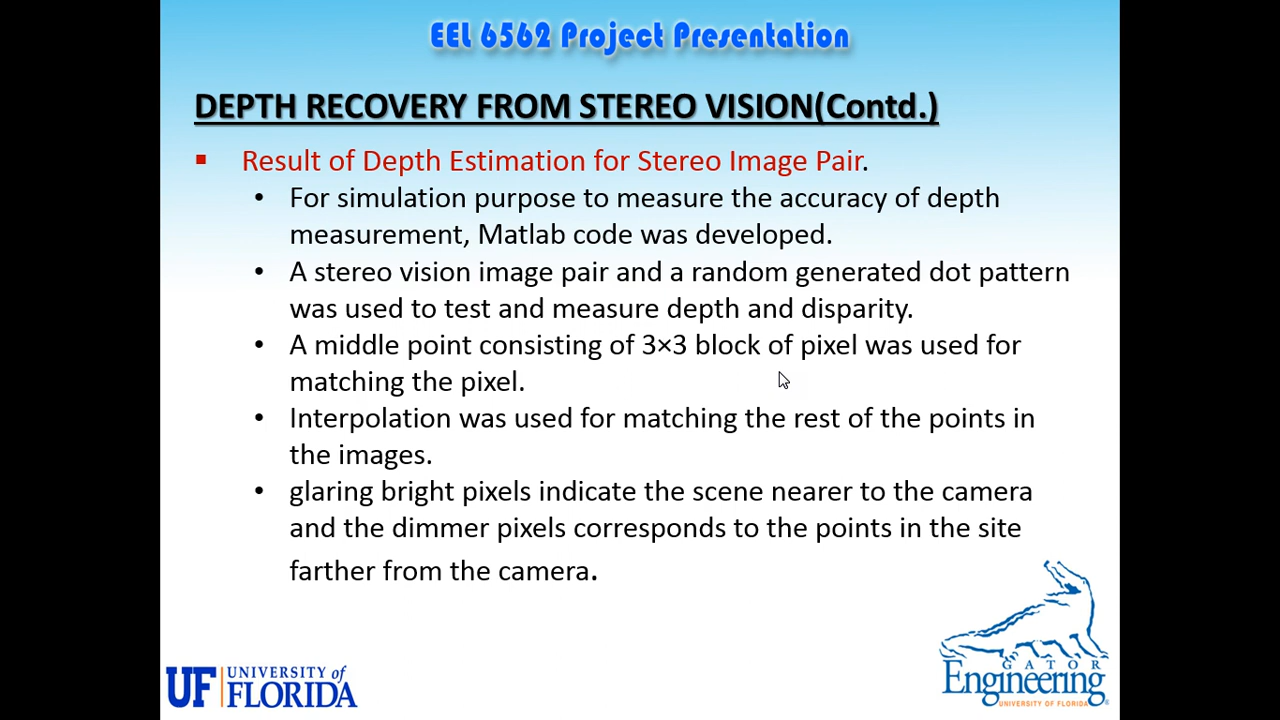 EEL 6562 Project Presentation
DEPTH RECOVERY FROM STEREO VISION(Contd.)
▪ Result of Depth Estimation for Stereo Image Pair.
• For simulation purpose to measure the accuracy of depth
measurement, Matlab code was developed.
• A stereo vision image pair and a random generated dot pattern
was used to test and measure depth and disparity.
• A middle point consisting of 3×3 block of pixel was used for
matching the pixel.
• Interpolation was used for matching the rest of the points in
the images.
• glaring bright pixels indicate the scene nearer to the camera
and the dimmer pixels corresponds to the points in the site
farther from the camera.
UF UNIVERSITY of
FLORIDA
GATOR
Engineering
UNIVERSITY OF FLORIDA